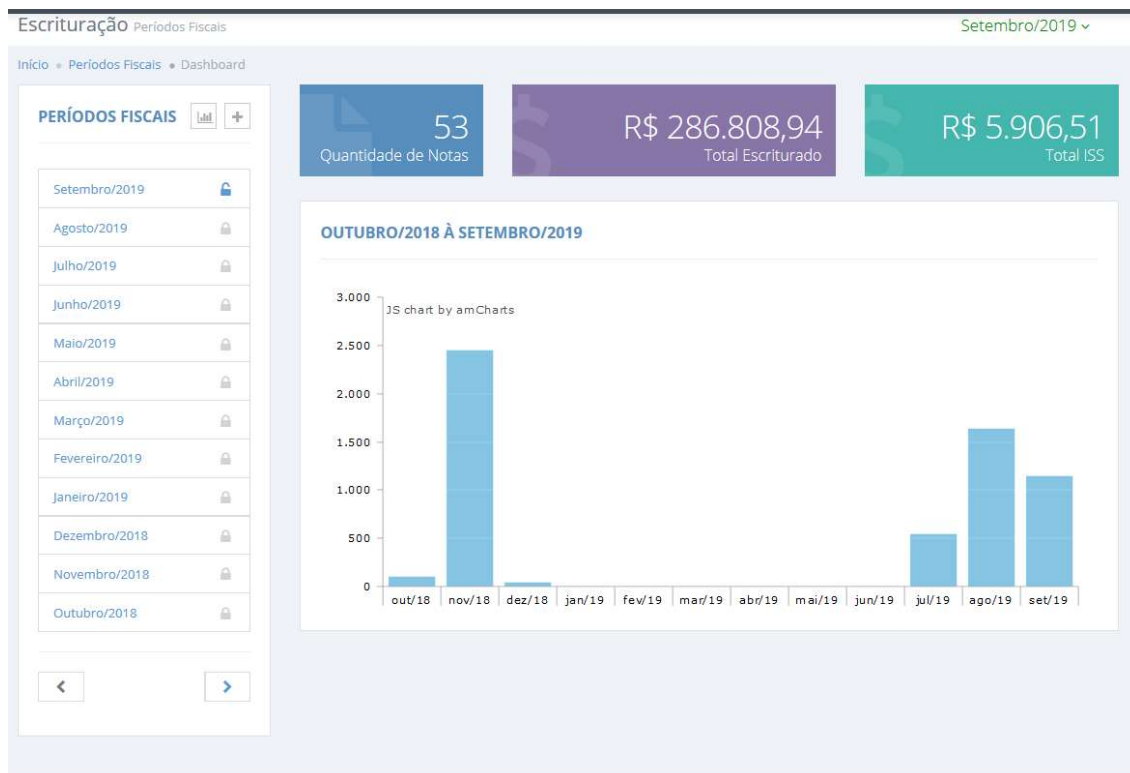 Escrituração Períodos Fiscais
Setembro/2019
Início Períodos Fiscais Dashboard
PERÍODOS FISCAIS
Setembro/2019
Agosto/2019
Julho/2019
Junho/2019
Maio/2019
Abril/2019
Março/2019
Fevereiro/2019
Janeiro/2019
Dezembro/2018
Novembro/2018
Outubro/2018
53
Quantidade de Notas
R$ 286.808,94
Total Escriturado
R$ 5.906,51
Total ISS
OUTUBRO/2018 À SETEMBRO/2019
JS chart by amCharts
3.000
2.500
2.000
1.500
1.000
500
0
out/18 nov/18 dez/18 jan/19 fev/19 mar/19 abr/19 mai/19 jun/19 jul/19 ago/19 set/19